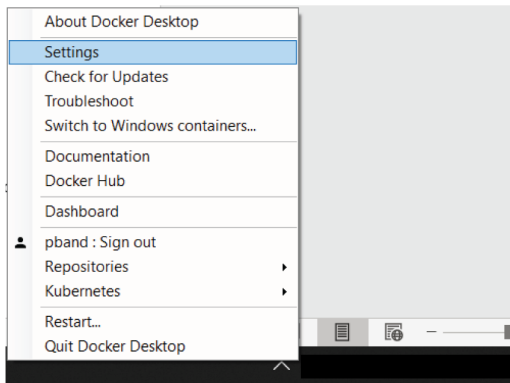 About Docker Desktop
Settings
Check for Updates
Troubleshoot
Switch to Windows containers...
Documentation
Docker Hub
Dashboard
pband : Sign out
Repositories
Kubernetes
Restart...
Quit Docker Desktop